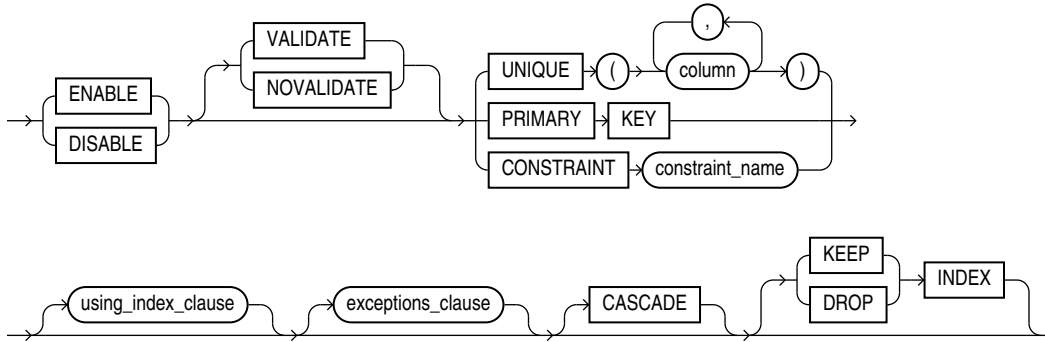 ENABLE
DISABLE
VALIDATE
NOVALIDATE
UNIQUE ( column , )
PRIMARY KEY
CONSTRAINT constraint_name
using_index_clause
exceptions_clause
CASCADE
KEEP
DROP
INDEX